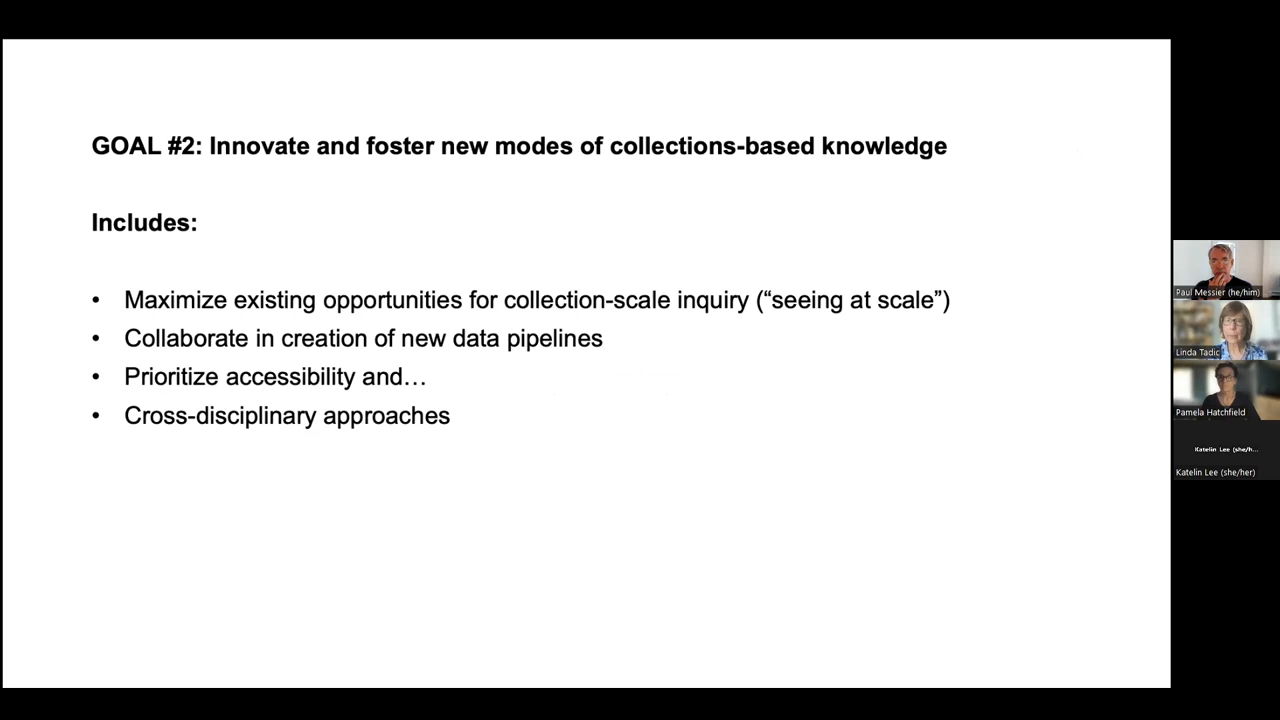 GOAL #2: Innovate and foster new modes of collections-based knowledge
Includes:
• Maximize existing opportunities for collection-scale inquiry (“seeing at scale”)
• Collaborate in creation of new data pipelines
• Prioritize accessibility and…
• Cross-disciplinary approaches
Paul Messier (he/him)
Linda Tadic
Pamela Hatchfield
Katelin Lee (she/h...
Katelin Lee (she/her)